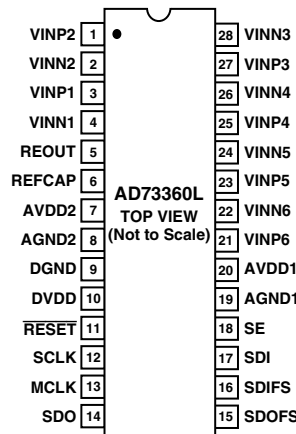 VINP2 1 28 VINN3
VINN2 2 27 VINP3
VINP1 3 26 VINN4
VINN1 4 25 VINP4
REOUT 5 24 VINN5
REFCAP 6 23 VINP5
AD73360L
AVDD2 7 22 VINN6
TOP VIEW
AGND2 8 (Not to Scale) 21 VINP6
DGND 9 20 AVDD1
DVDD 10 19 AGND1
RESET 11 18 SE
SCLK 12 17 SDI
MCLK 13 16 SDIFS
SDO 14 15 SDOFS